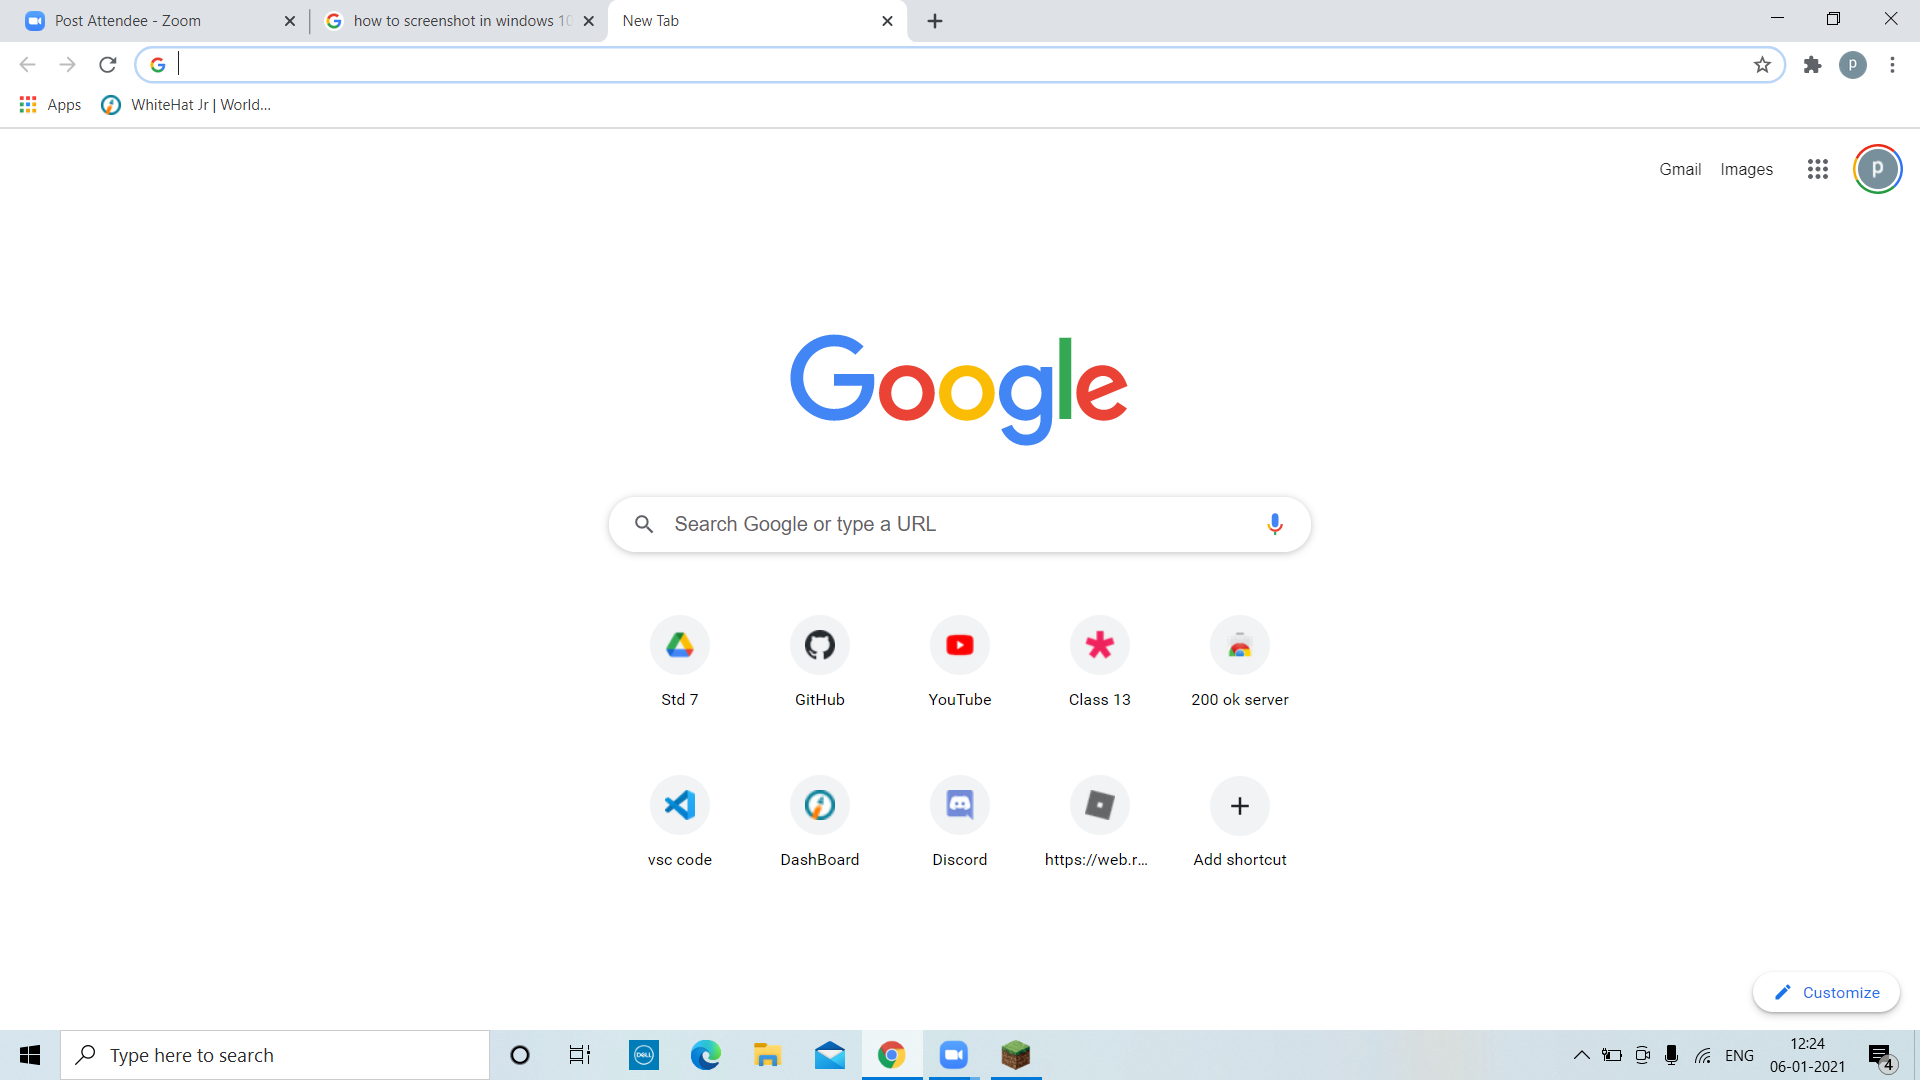 Post Attendee - Zoom
how to screenshot in windows 10
New Tab
Apps
WhiteHat Jr | World...
P
Gmail
Images
p
Google
Search Google or type a URL
Std 7
GitHub
YouTube
Class 13
200 ok server
vsc code
DashBoard
Discord
https://web.r...
Add shortcut
Customize
Type here to search
DELL
ENG
12:24
06-01-2021
4